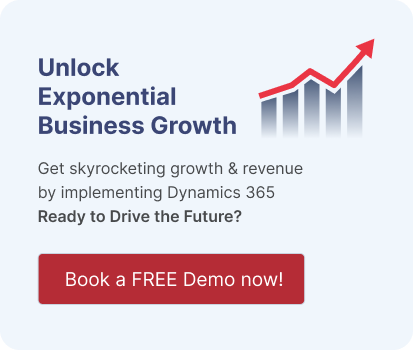 Unlock
Exponential
Business Growth
Get skyrocketing growth & revenue
by implementing Dynamics 365
Ready to Drive the Future?
Book a FREE Demo now!